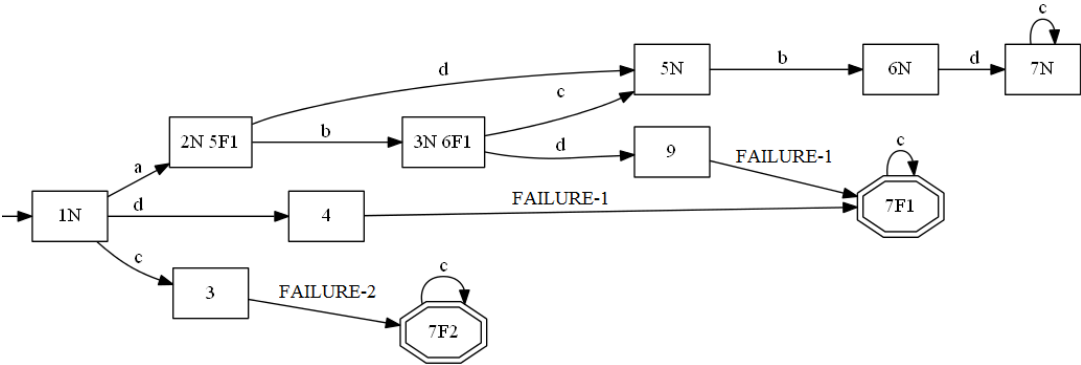 c
5N
b
6N
d
7N
d
c
2N 5F1
b
3N 6F1
d
9
FAILURE-1
c
7F1
a
1N
d
4
FAILURE-1
c
3
FAILURE-2
c
7F2